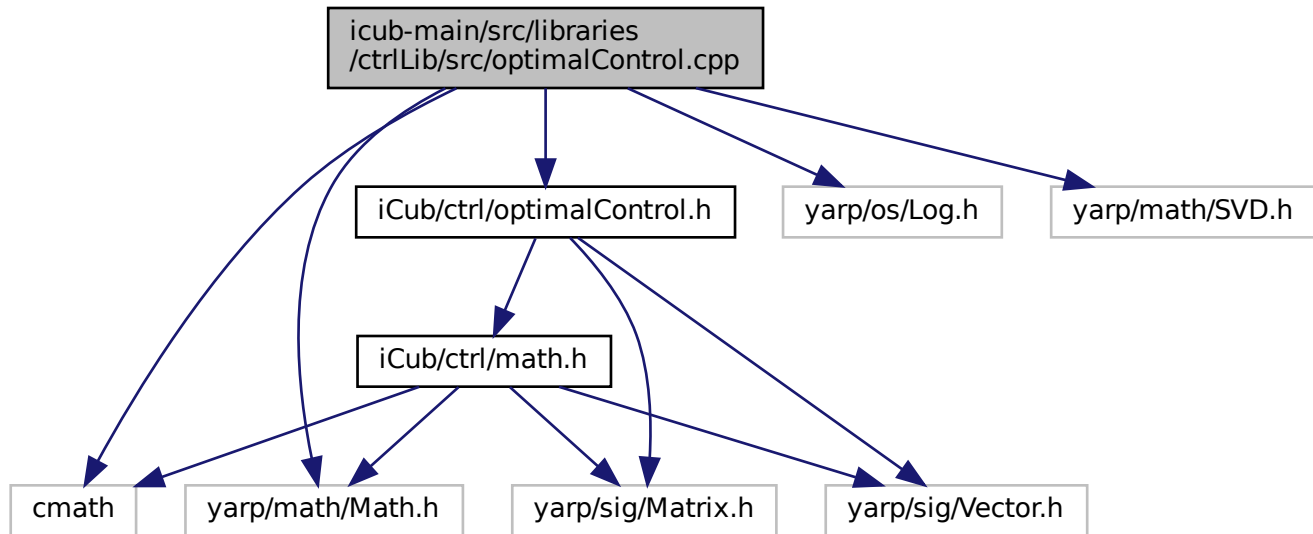 icub-main/src/libraries
/ctrlLib/src/optimalControl.cpp
iCub/ctrl/optimalControl.h
yarp/os/Log.h
yarp/math/SVD.h
iCub/ctrl/math.h
cmath
yarp/math/Math.h
yarp/sig/Matrix.h
yarp/sig/Vector.h